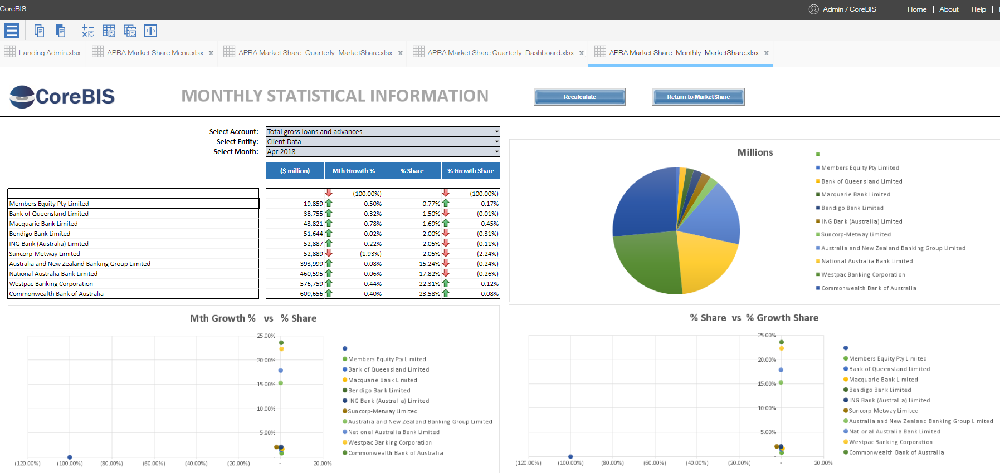 CoreBIS
Admin / CoreBIS
Home | About | Help |
Landing Admin.xlsx
APRA Market Share Menu.xlsx x
APRA Market Share_Quarterly_MarketShare.xlsx x
APRA Market Share Quarterly_Dashboard.xlsx x
APRA Market Share_Monthly_MarketShare.xlsx x
CoreBIS
MONTHLY STATISTICAL INFORMATION
Recalculate
Return to MarketShare
Select Account: Total gross loans and advances
Select Entity: Client Data
Select Month: Apr 2018
($ million) Mth Growth % % Share % Growth Share
- (100.00%) - (100.00%)
Members Equity Pty Limited 19,859 0.50% 0.77% 0.17%
Bank of Queensland Limited 38,755 0.32% 1.50% (0.01%)
Macquarie Bank Limited 43,821 0.78% 1.69% 0.45%
Bendigo Bank Limited 51,644 0.02% 2.00% (0.31%)
ING Bank (Australia) Limited 52,887 0.22% 2.05% (0.11%)
Suncorp-Metway Limited 52,889 (1.93%) 2.05% (2.24%)
Australia and New Zealand Banking Group Limited 393,999 0.08% 15.24% (0.24%)
National Australia Bank Limited 460,595 0.06% 17.82% (0.26%)
Westpac Banking Corporation 576,759 0.44% 22.31% 0.12%
Commonwealth Bank of Australia 609,656 0.40% 23.58% 0.08%
Millions
Members Equity Pty Limited
Bank of Queensland Limited
Macquarie Bank Limited
Bendigo Bank Limited
ING Bank (Australia) Limited
Suncorp-Metway Limited
Australia and New Zealand Banking Group Limited
National Australia Bank Limited
Westpac Banking Corporation
Commonwealth Bank of Australia
Mth Growth % vs % Share
25.00%
20.00%
15.00%
10.00%
5.00%
-
(120.00%) (100.00%) (80.00%) (60.00%) (40.00%) (20.00%) - 20.00%
Members Equity Pty Limited
Bank of Queensland Limited
Macquarie Bank Limited
Bendigo Bank Limited
ING Bank (Australia) Limited
Suncorp-Metway Limited
Australia and New Zealand Banking Group Limited
National Australia Bank Limited
Westpac Banking Corporation
Commonwealth Bank of Australia
% Share vs % Growth Share
25.00%
20.00%
15.00%
10.00%
5.00%
-
(120.00%) (100.00%) (80.00%) (60.00%) (40.00%) (20.00%) - 20.00%
Members Equity Pty Limited
Bank of Queensland Limited
Macquarie Bank Limited
Bendigo Bank Limited
ING Bank (Australia) Limited
Suncorp-Metway Limited
Australia and New Zealand Banking Group Limited
National Australia Bank Limited
Westpac Banking Corporation
Commonwealth Bank of Australia